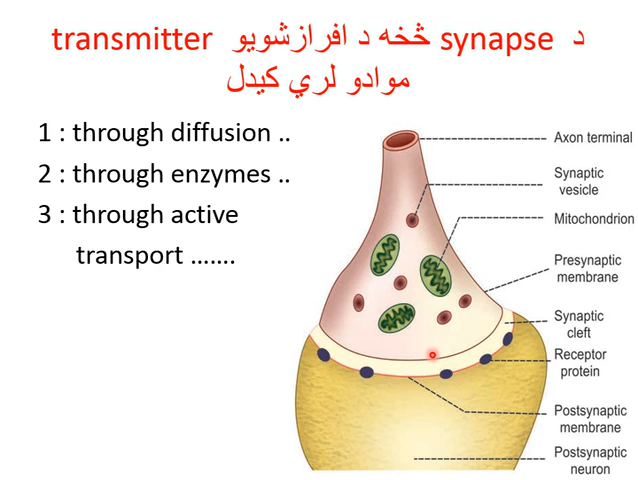 د synapse څخه د افرازشويو transmitter
موادو لري کيدل
1 : through diffusion ..
2 : through enzymes ..
3 : through active
transport …….
Axon terminal
Synaptic
vesicle
Mitochondrion
Presynaptic
membrane
Synaptic
cleft
Receptor
protein
Postsynaptic
membrane
Postsynaptic
neuron